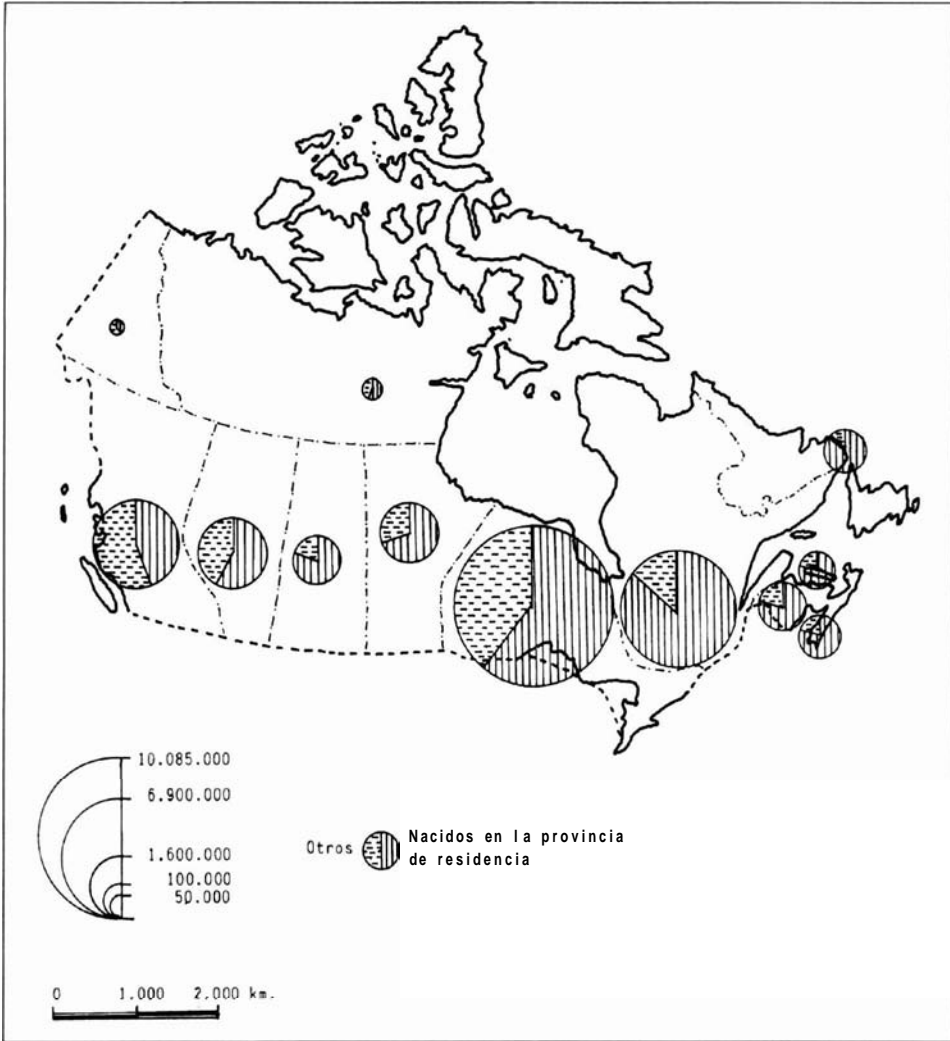 10.085.000
6.900.000
1.600.000
100.000
50.000
Otros
Nacidos en la provincia
de residencia
0 1.000 2.000 km.